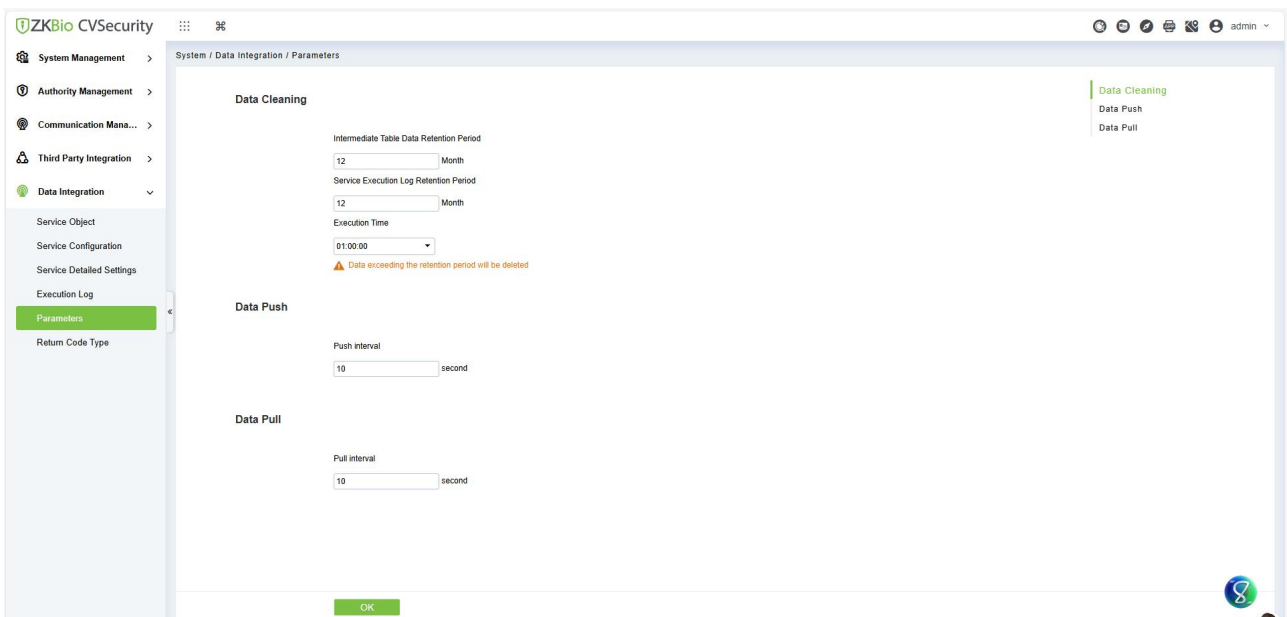 ZKBio CVSecurity
admin
System Management
Authority Management
Communication Mana...
Third Party Integration
Data Integration
Service Object
Service Configuration
Service Detailed Settings
Execution Log
Parameters
Return Code Type
System / Data Integration / Parameters
Data Cleaning
Intermediate Table Data Retention Period
12 Month
Service Execution Log Retention Period
12 Month
Execution Time
01:00:00
Data exceeding the retention period will be deleted
Data Push
Push interval
10 second
Data Pull
Pull interval
10 second
OK
Data Cleaning
Data Push
Data Pull